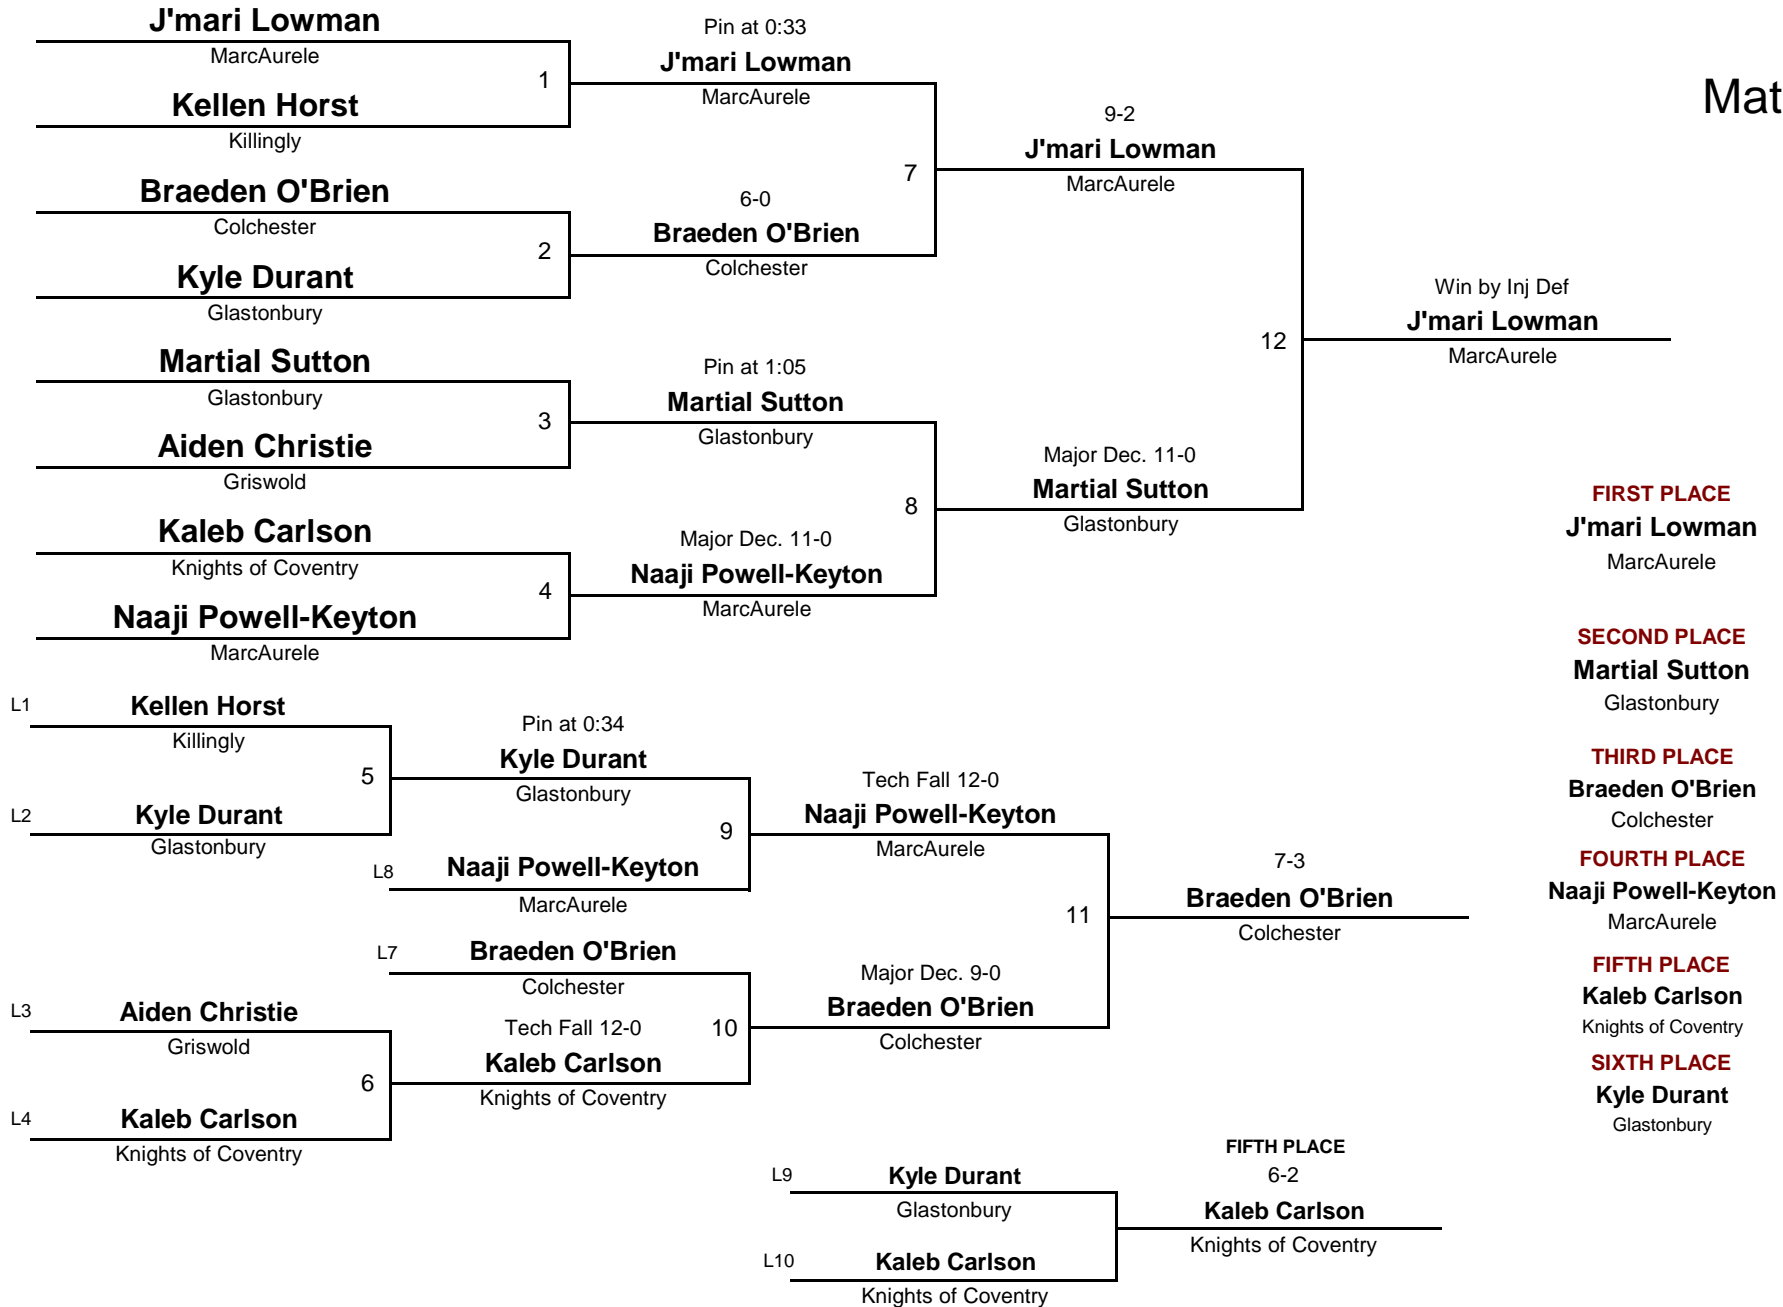 J'mari Lowman
MarcAurele
1
Kellen Horst
Killingly
Pin at 0:33
J'mari Lowman
MarcAurele
Braeden O'Brien
Colchester
2
Kyle Durant
Glastonbury
6-0
Braeden O'Brien
Colchester
7
9-2
J'mari Lowman
MarcAurele
Mat
Martial Sutton
Glastonbury
3
Aiden Christie
Griswold
Pin at 1:05
Martial Sutton
Glastonbury
Kaleb Carlson
Knights of Coventry
4
Naaji Powell-Keyton
MarcAurele
Major Dec. 11-0
Naaji Powell-Keyton
MarcAurele
8
Major Dec. 11-0
Martial Sutton
Glastonbury
12
Win by Inj Def
J'mari Lowman
MarcAurele
L1
Kellen Horst
Killingly
5
L2
Kyle Durant
Glastonbury
Pin at 0:34
Kyle Durant
Glastonbury
9
L8
Naaji Powell-Keyton
MarcAurele
Tech Fall 12-0
Naaji Powell-Keyton
MarcAurele
L7
Braeden O'Brien
Colchester
L3
Aiden Christie
Griswold
6
L4
Kaleb Carlson
Knights of Coventry
Tech Fall 12-0
Kaleb Carlson
Knights of Coventry
10
Major Dec. 9-0
Braeden O'Brien
Colchester
11
7-3
Braeden O'Brien
Colchester
L9
Kyle Durant
Glastonbury
L10
Kaleb Carlson
Knights of Coventry
FIFTH PLACE
6-2
Kaleb Carlson
Knights of Coventry
FIRST PLACE
J'mari Lowman
MarcAurele
SECOND PLACE
Martial Sutton
Glastonbury
THIRD PLACE
Braeden O'Brien
Colchester
FOURTH PLACE
Naaji Powell-Keyton
MarcAurele
FIFTH PLACE
Kaleb Carlson
Knights of Coventry
SIXTH PLACE
Kyle Durant
Glastonbury